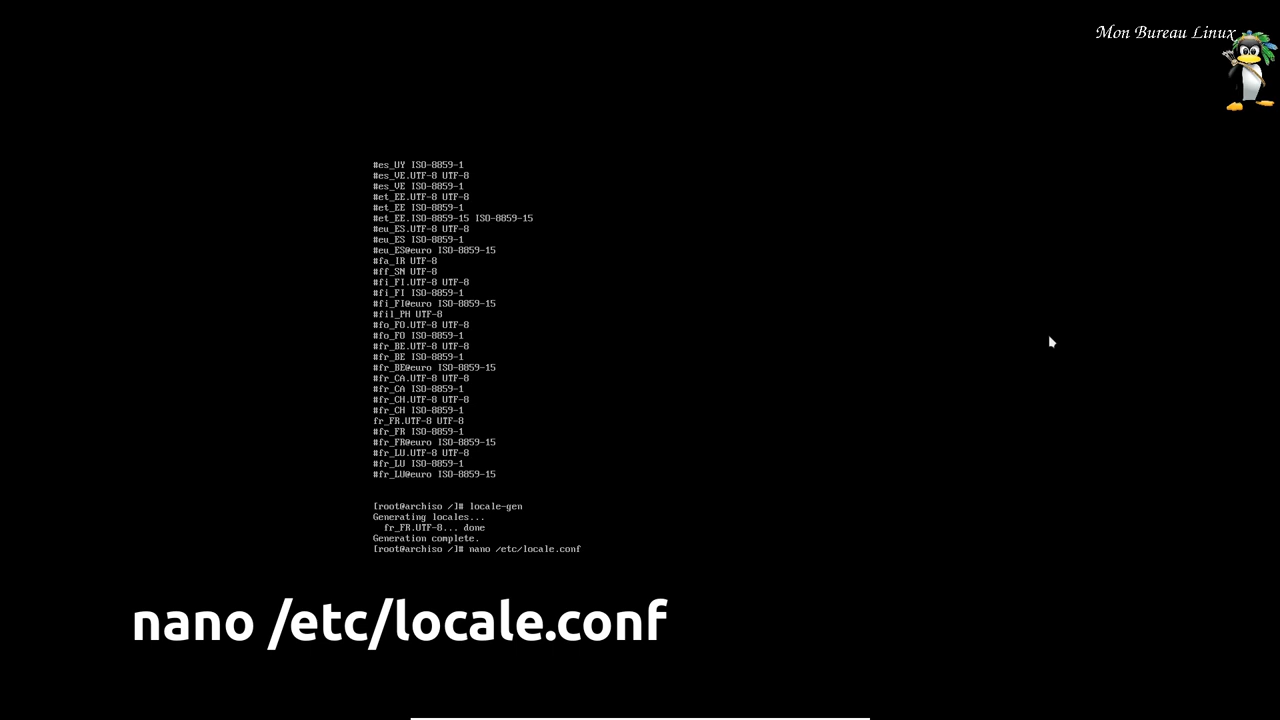 Mon Bureau Linux
#es_UY ISO-8859-1
#es_VE.UTF-8 UTF-8
#es_VE ISO-8859-1
#et_EE.UTF-8 UTF-8
#et_EE ISO-8859-1
#et_EE.ISO-8859-15 ISO-8859-15
#eu_ES.UTF-8 UTF-8
#eu_ES ISO-8859-1
#eu_ES@euro ISO-8859-15
#fa_IR UTF-8
#ff_SN UTF-8
#fi_FI.UTF-8 UTF-8
#fi_FI ISO-8859-1
#fi_FI@euro ISO-8859-15
#fil_PH UTF-8
#fo_FO.UTF-8 UTF-8
#fo_FO ISO-8859-1
#fr_BE.UTF-8 UTF-8
#fr_BE ISO-8859-1
#fr_BE@euro ISO-8859-15
#fr_CA.UTF-8 UTF-8
#fr_CA ISO-8859-1
#fr_CH.UTF-8 UTF-8
#fr_CH ISO-8859-1
fr_FR.UTF-8 UTF-8
#fr_FR ISO-8859-1
#fr_FR@euro ISO-8859-15
#fr_LU.UTF-8 UTF-8
#fr_LU ISO-8859-1
#fr_LU@euro ISO-8859-15
[root@archiso /]# locale-gen
Generating locales...
fr_FR.UTF-8... done
Generation complete.
[root@archiso /]# nano /etc/locale.conf
nano /etc/locale.conf